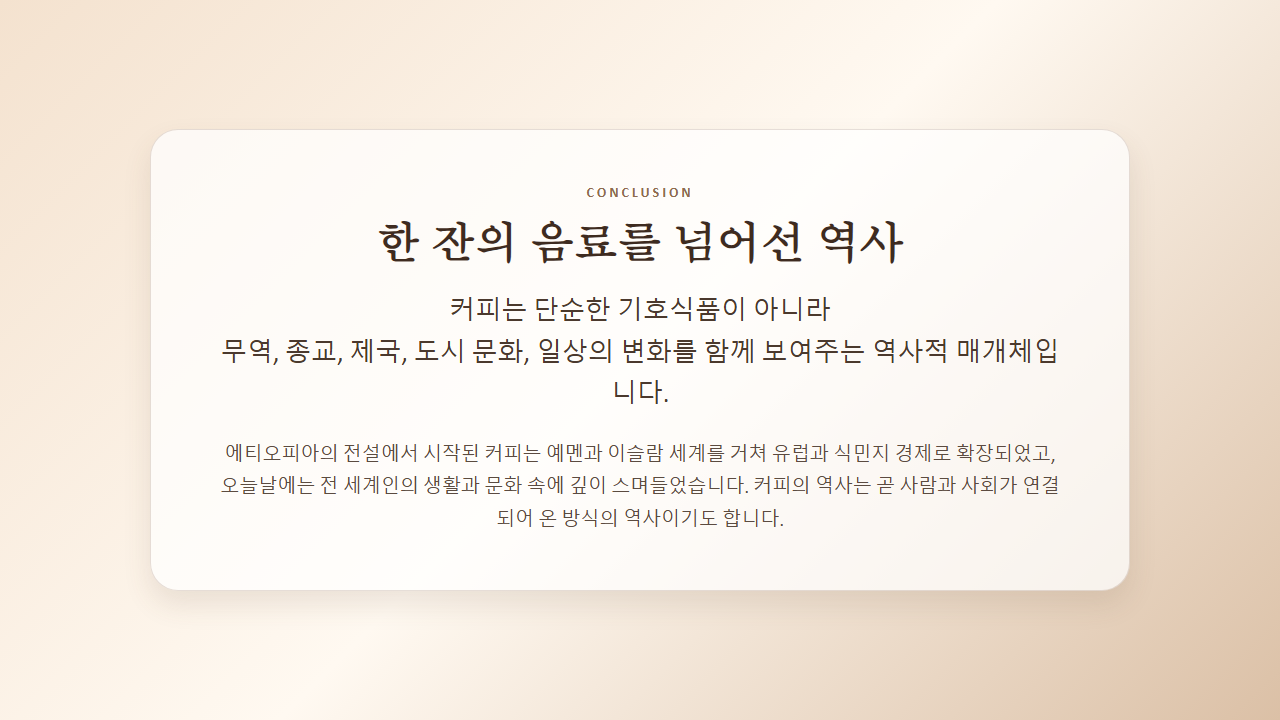 CONCLUSION
한 잔의 음료를 넘어선 역사
커피는 단순한 기호식품이 아니라
무역, 종교, 제국, 도시 문화, 일상의 변화를 함께 보여주는 역사적 매개체입
니다.
에티오피아의 전설에서 시작된 커피는 예멘과 이슬람 세계를 거쳐 유럽과 식민지 경제로 확장되었고,
오늘날에는 전 세계인의 생활과 문화 속에 깊이 스며들었습니다. 커피의 역사는 곧 사람과 사회가 연결
되어 온 방식의 역사이기도 합니다.